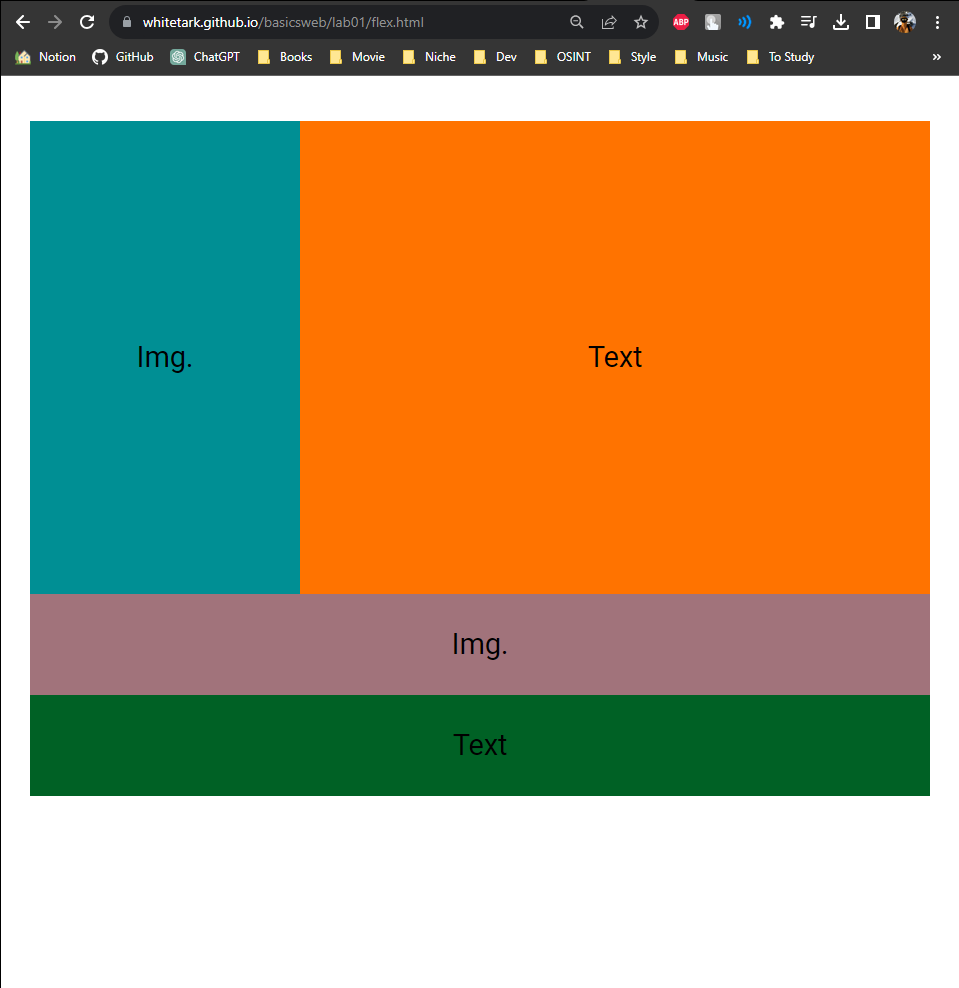 whitetark.github.io/basicsweb/lab01/flex.html
ABP
Notion GitHub ChatGPT Books Movie Niche Dev OSINT Style Music To Study »
Img. Text
Img.
Text